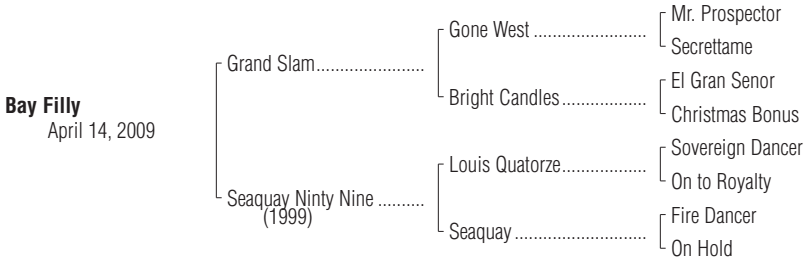 Bay Filly
April 14, 2009
Grand Slam......................
Seaquay Ninty Nine ..........
(1999)
Gone West .......................
Bright Candles.................
Louis Quatorze.................
Seaquay ..........................
Mr. Prospector
Secrettame
El Gran Senor
Christmas Bonus
Sovereign Dancer
On to Royalty
Fire Dancer
On Hold